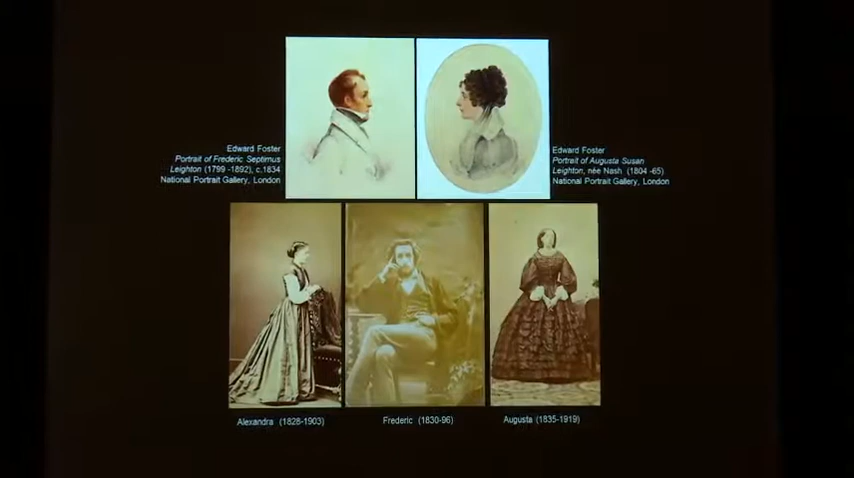 Edward Foster
Portrait of Frederic Septimus
Leighton (1799 -1892), c.1834
National Portrait Gallery, London
Edward Foster
Portrait of Augusta Susan
Leighton, née Nash (1804 -65)
National Portrait Gallery, London
Alexandra (1828-1903)
Frederic (1830-96)
Augusta (1835-1919)